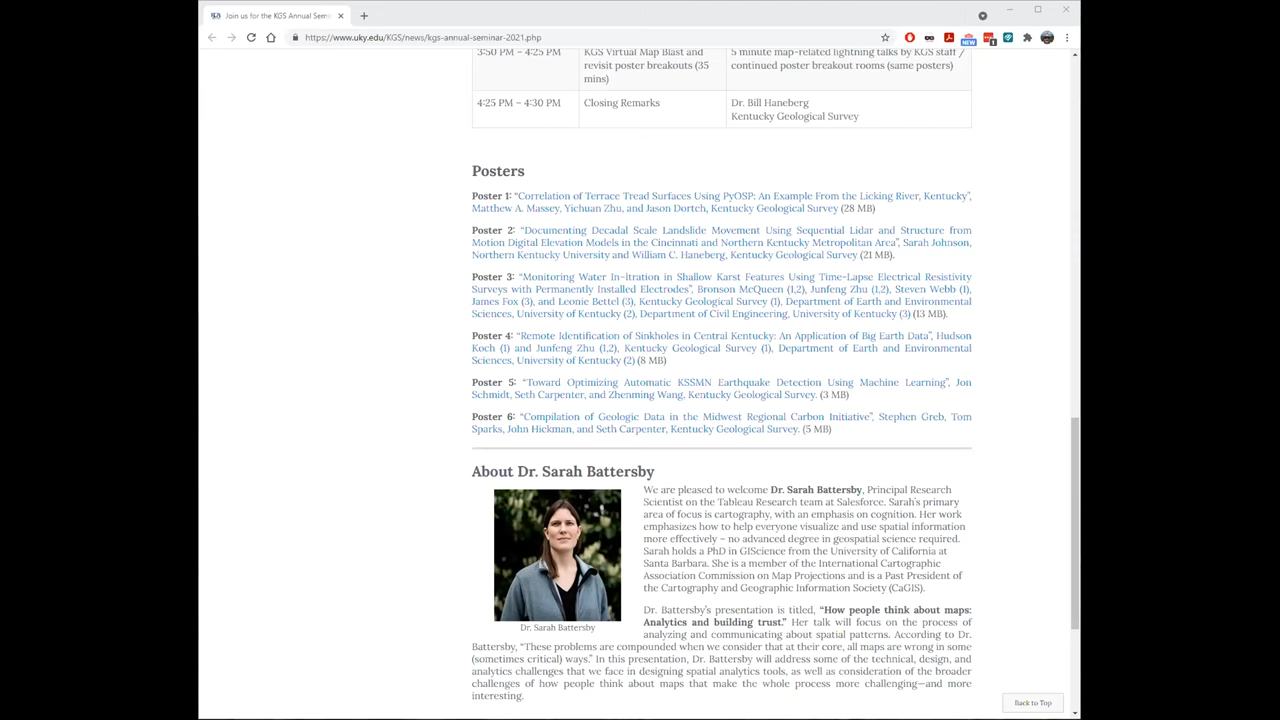 Join us for the KGS Annual Semi
https://www.uky.edu/KGS/news/kgs-annual-seminar-2021.php
NEW
1
3:50 PM – 4:25 PM
KGS Virtual Map Blast and
revisit poster breakouts (35
mins)
5 minute map-related lightning talks by KGS staff /
continued poster breakout rooms (same posters)
4:25 PM – 4:30 PM
Closing Remarks
Dr. Bill Haneberg
Kentucky Geological Survey
Posters
Poster 1: “Correlation of Terrace Tread Surfaces Using PyOSP: An Example From the Licking River, Kentucky”,
Matthew A. Massey, Yichuan Zhu, and Jason Dortch, Kentucky Geological Survey (28 MB)
Poster 2: “Documenting Decadal Scale Landslide Movement Using Sequential Lidar and Structure from
Motion Digital Elevation Models in the Cincinnati and Northern Kentucky Metropolitan Area”, Sarah Johnson,
Northern Kentucky University and William C. Haneberg, Kentucky Geological Survey (21 MB).
Poster 3: “Monitoring Water In–ltration in Shallow Karst Features Using Time-Lapse Electrical Resistivity
Surveys with Permanently Installed Electrodes”, Bronson McQueen (1,2), Junfeng Zhu (1,2), Steven Webb (1),
James Fox (3), and Leonie Bettel (3), Kentucky Geological Survey (1), Department of Earth and Environmental
Sciences, University of Kentucky (2), Department of Civil Engineering, University of Kentucky (3) (13 MB).
Poster 4: “Remote Identification of Sinkholes in Central Kentucky: An Application of Big Earth Data”, Hudson
Koch (1) and Junfeng Zhu (1,2), Kentucky Geological Survey (1), Department of Earth and Environmental
Sciences, University of Kentucky (2) (8 MB)
Poster 5: “Toward Optimizing Automatic KSSMN Earthquake Detection Using Machine Learning”, Jon
Schmidt, Seth Carpenter, and Zhenming Wang, Kentucky Geological Survey. (3 MB)
Poster 6: “Compilation of Geologic Data in the Midwest Regional Carbon Initiative”, Stephen Greb, Tom
Sparks, John Hickman, and Seth Carpenter, Kentucky Geological Survey. (5 MB)
About Dr. Sarah Battersby
We are pleased to welcome Dr. Sarah Battersby, Principal Research
Scientist on the Tableau Research team at Salesforce. Sarah’s primary
area of focus is cartography, with an emphasis on cognition. Her work
emphasizes how to help everyone visualize and use spatial information
more effectively – no advanced degree in geospatial science required.
Sarah holds a PhD in GIScience from the University of California at
Santa Barbara. She is a member of the International Cartographic
Association Commission on Map Projections and is a Past President of
the Cartography and Geographic Information Society (CaGIS).
Dr. Sarah Battersby
Dr. Battersby’s presentation is titled, “How people think about maps:
Analytics and building trust.” Her talk will focus on the process of
analyzing and communicating about spatial patterns. According to Dr.
Battersby, “These problems are compounded when we consider that at their core, all maps are wrong in some
(sometimes critical) ways.” In this presentation, Dr. Battersby will address some of the technical, design, and
analytics challenges that we face in designing spatial analytics tools, as well as consideration of the broader
challenges of how people think about maps that make the whole process more challenging—and more
interesting.
Back to Top